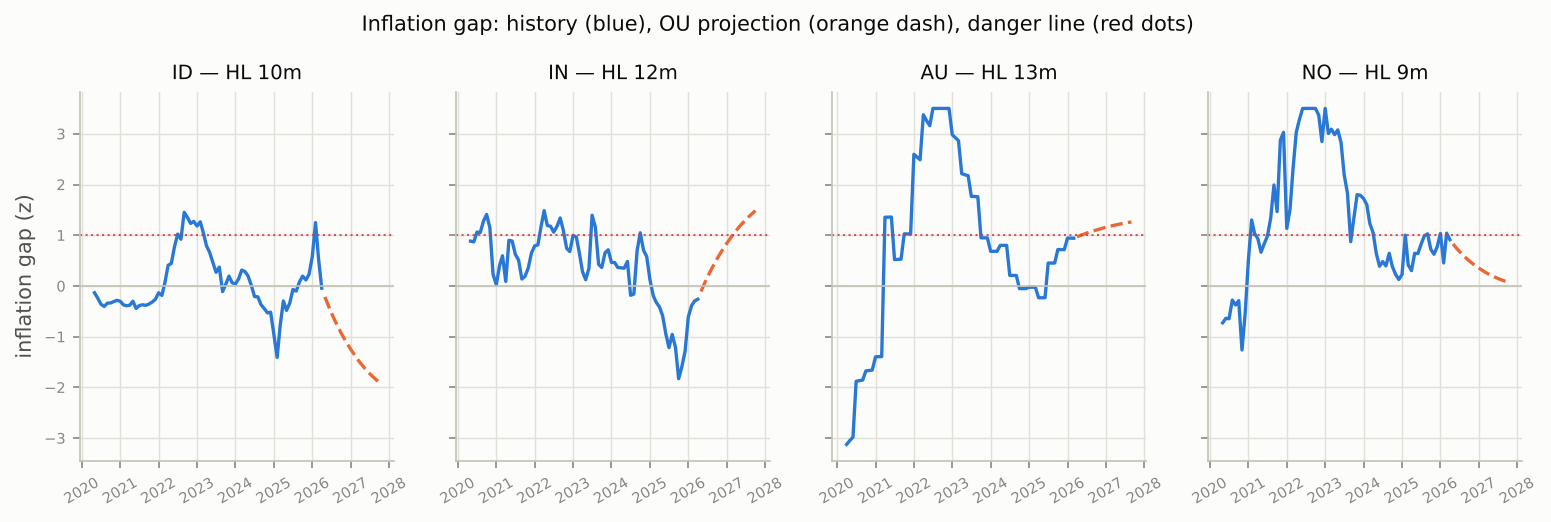 Inflation gap: history (blue), OU projection (orange dash), danger line (red dots)
ID — HL 10m
IN — HL 12m
AU — HL 13m
NO — HL 9m
inflation gap (z)
3
2
1
0
−1
−2
−3
2020 2021 2022 2023 2024 2025 2026 2027 2028
2020 2021 2022 2023 2024 2025 2026 2027 2028
2020 2021 2022 2023 2024 2025 2026 2027 2028
2020 2021 2022 2023 2024 2025 2026 2027 2028